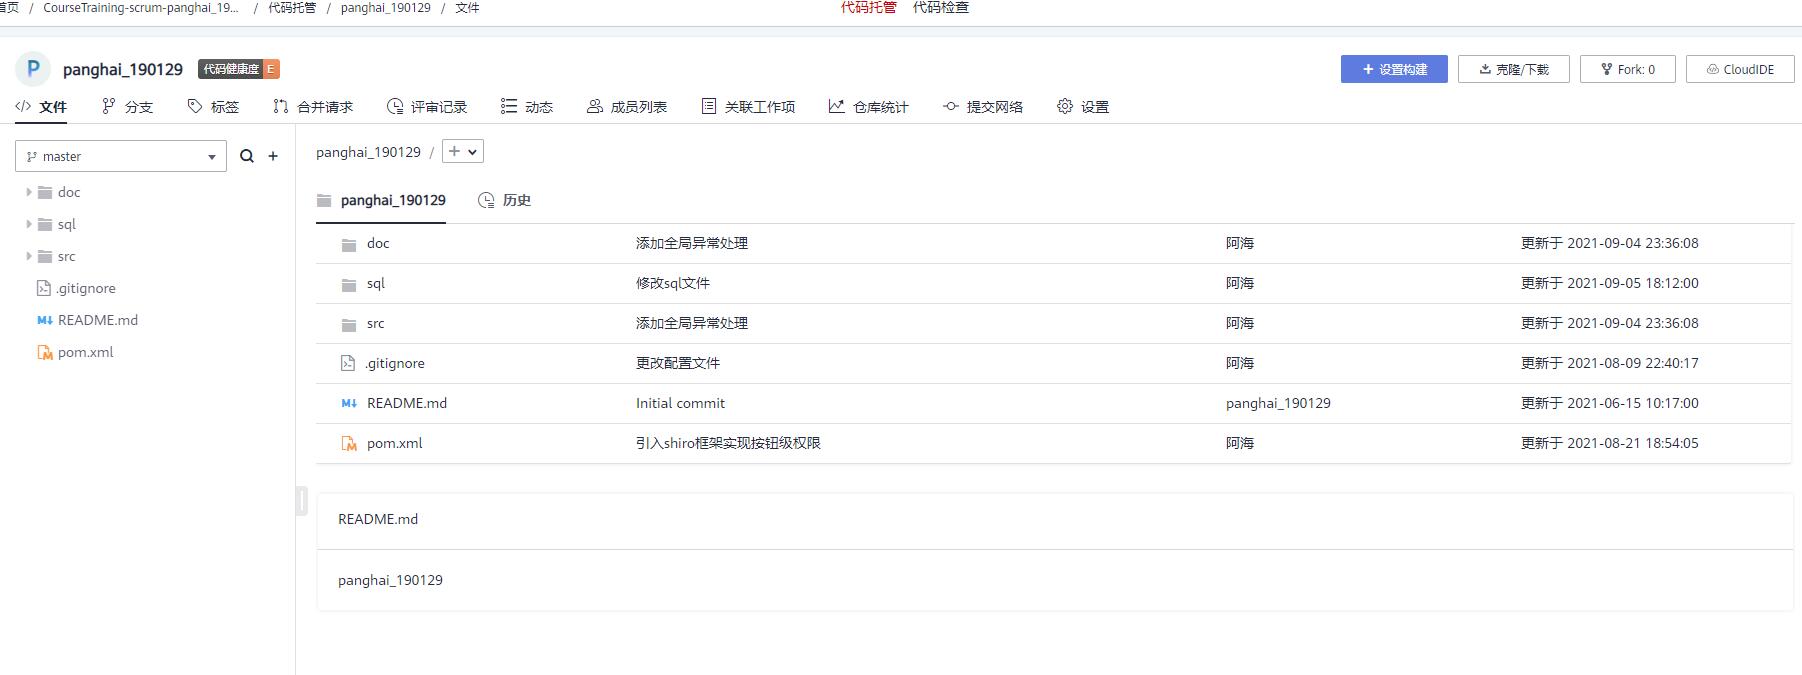 首页 / CourseTraining-scrum-panghai_19... / 代码托管 / panghai_190129 / 文件 代码托管 代码检查
P panghai_190129 代码健康度 E + 设置构建 克隆/下载 Fork: 0 CloudIDE
文件 分支 标签 合并请求 评审记录 动态 成员列表 关联工作项 仓库统计 提交网络 设置
master
doc
sql
src
.gitignore
README.md
pom.xml
panghai_190129 / +
panghai_190129 历史
doc 添加全局异常处理 阿海 更新于 2021-09-04 23:36:08
sql 修改sql文件 阿海 更新于 2021-09-05 18:12:00
src 添加全局异常处理 阿海 更新于 2021-09-04 23:36:08
.gitignore 更改配置文件 阿海 更新于 2021-08-09 22:40:17
README.md Initial commit panghai_190129 更新于 2021-06-15 10:17:00
pom.xml 引入shiro框架实现按钮级权限 阿海 更新于 2021-08-21 18:54:05
README.md
panghai_190129